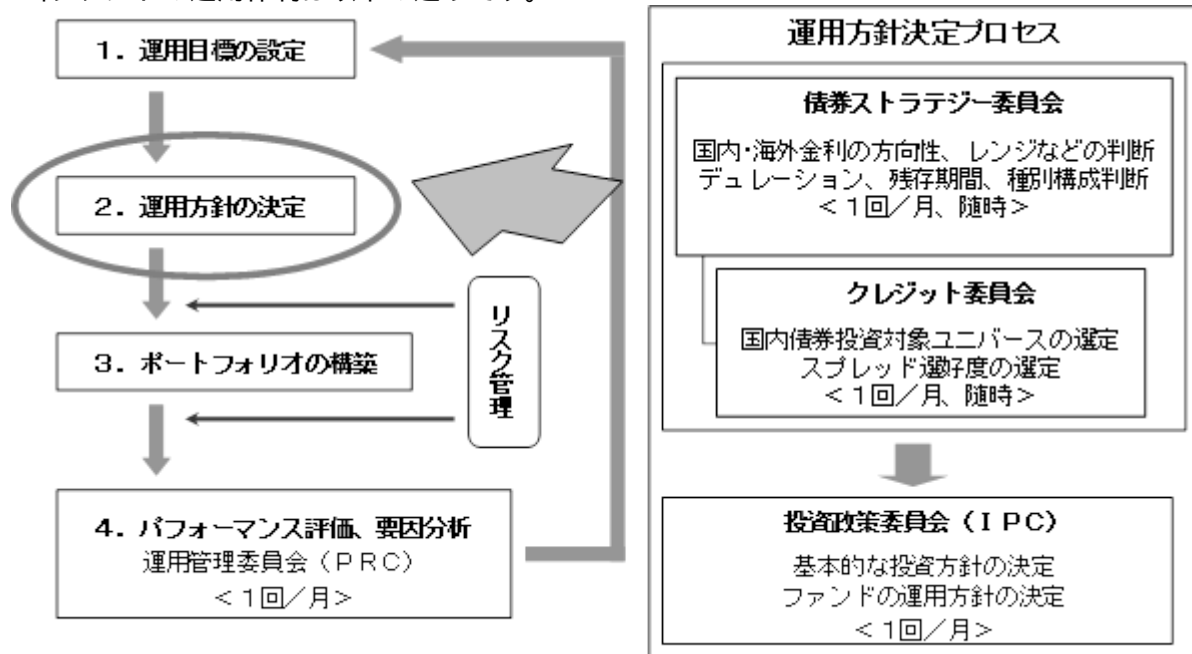 1．運用目標の設定
2．運用方針の決定
3．ポートフォリオの構築
リスク管理
4．パフォーマンス評価、要因分析
運用管理委員会（ＰＲＣ）
＜１回／月＞
運用方針決定プロセス
債券ストラテジー委員会
国内・海外金利の方向性、レンジなどの判断
デュレーション、残存期間、種別構成判断
＜１回／月、随時＞
クレジット委員会
国内債券投資対象ユニバースの選定
スプレッド選好度の選定
＜１回／月、随時＞
投資政策委員会（ＩＰＣ）
基本的な投資方針の決定
ファンドの運用方針の決定
＜１回／月＞